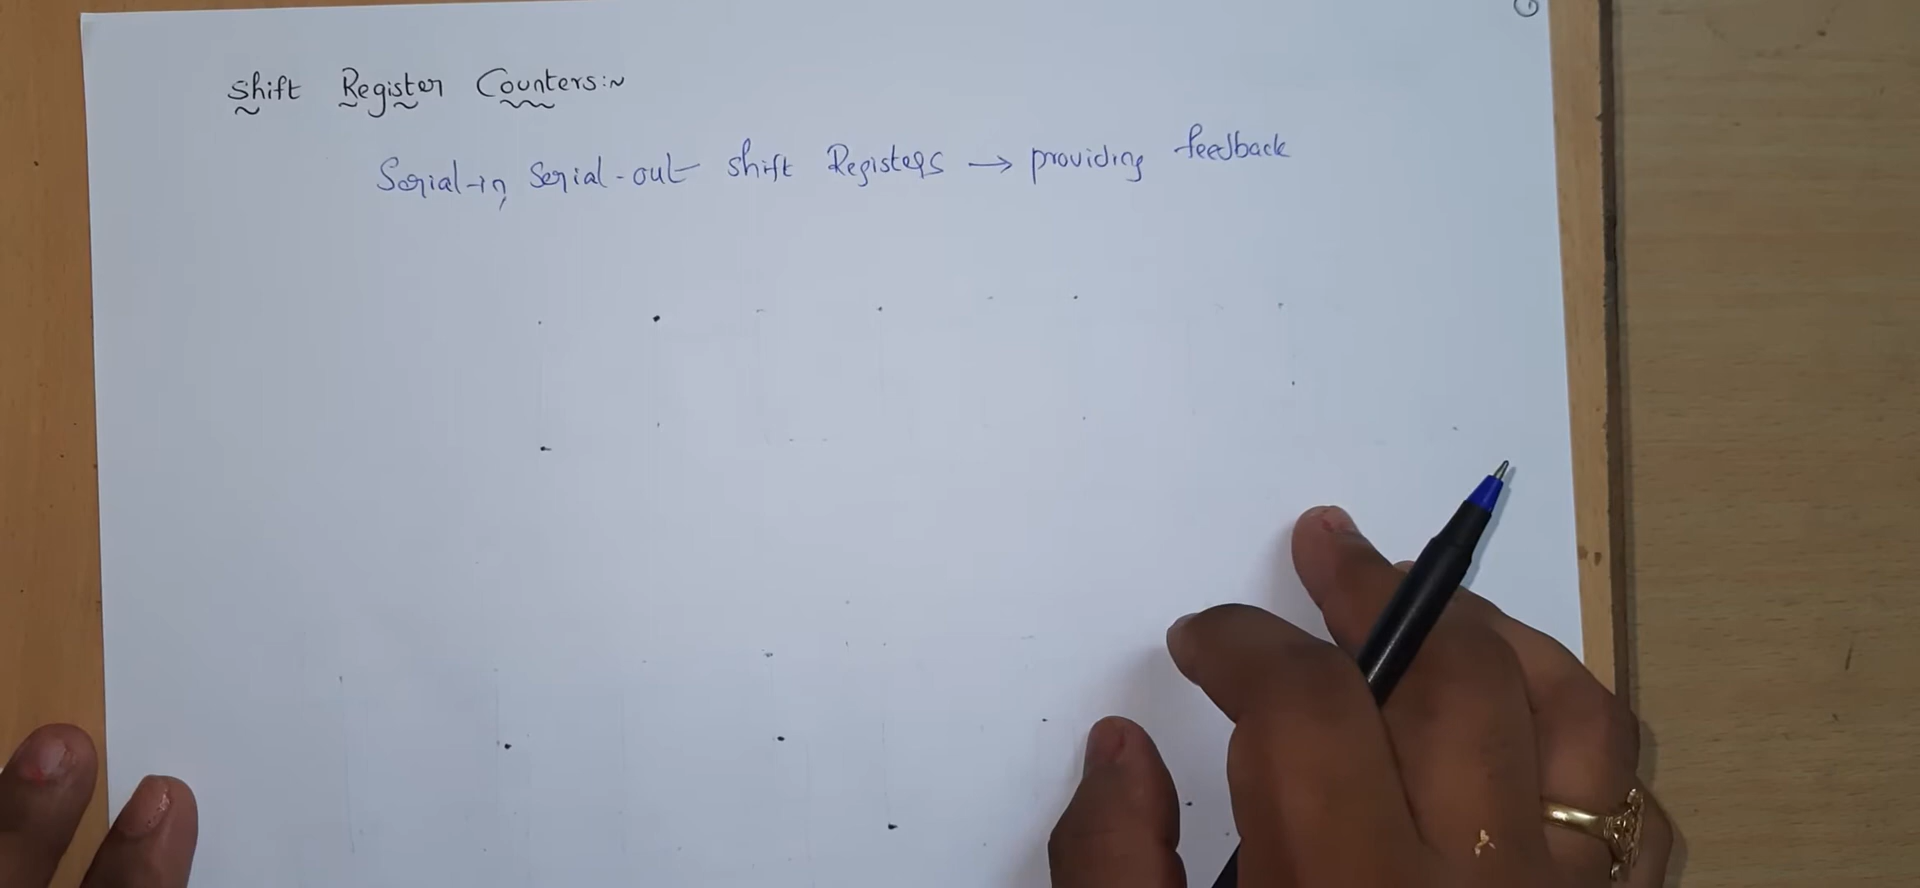 Shift Register Counters:~
Serial-in, Serial-out shift Registers → providing feedback